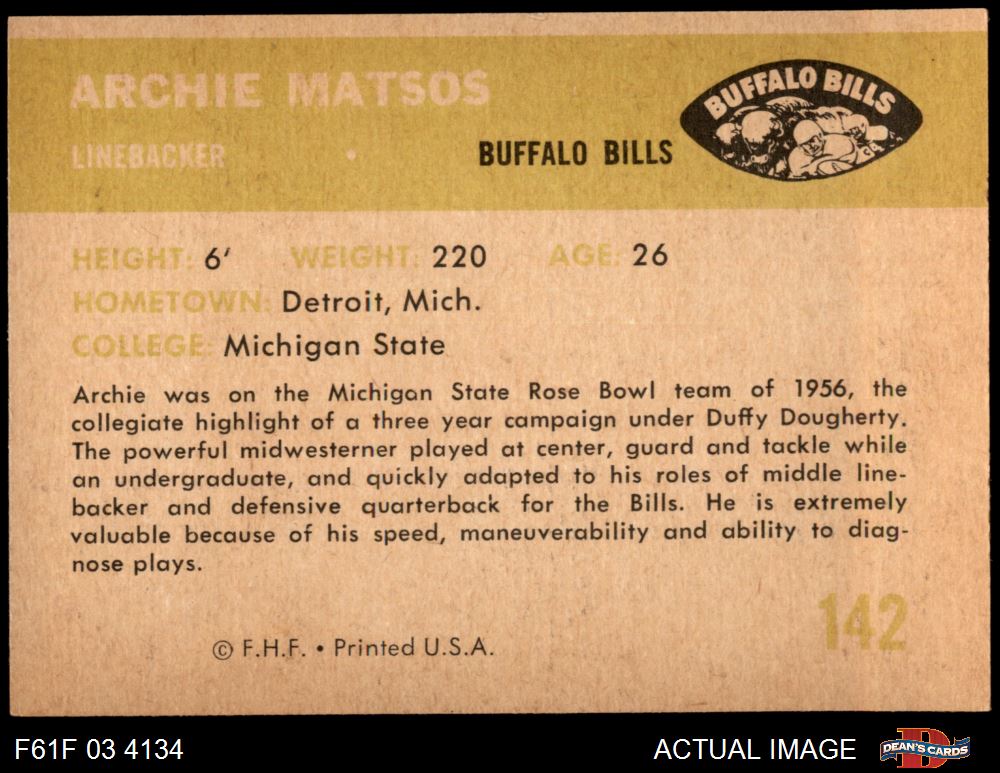 ARCHIE MATSOS
LINEBACKER
BUFFALO BILLS
BUFFALO BILLS
HEIGHT: 6' WEIGHT: 220 AGE: 26
HOMETOWN: Detroit, Mich.
COLLEGE: Michigan State
Archie was on the Michigan State Rose Bowl team of 1956, the
collegiate highlight of a three year campaign under Duffy Dougherty.
The powerful midwesterner played at center, guard and tackle while
an undergraduate, and quickly adapted to his roles of middle line-
backer and defensive quarterback for the Bills. He is extremely
valuable because of his speed, maneuverability and ability to diag-
nose plays.
142
© F.H.F. • Printed U.S.A.
F61F 03 4134
ACTUAL IMAGE
D
DEAN'S CARDS